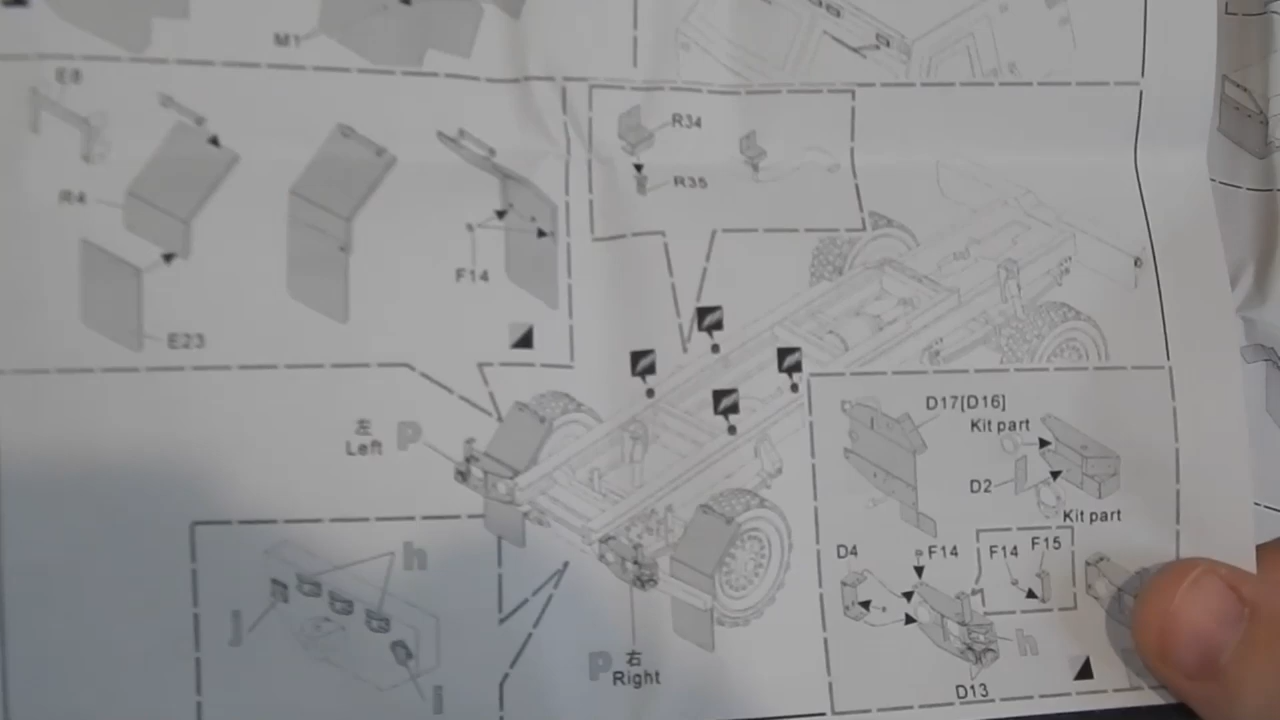 M1
E8
R34
R35
R4
F14
E23
D17[D16]
Kit part
左
Left
P
D2
Kit part
h
D4
F14
F14
F15
j
h
P
右
Right
i
D13